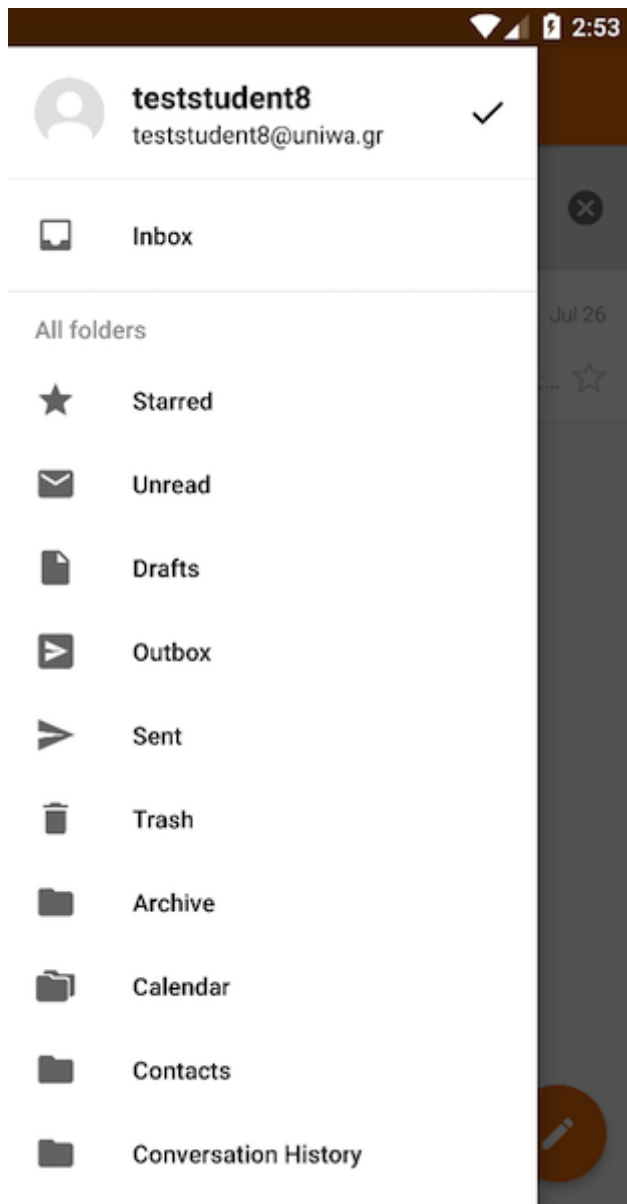 2:53
teststudent8
teststudent8@uniwa.gr
Inbox
All folders
Jul 26
...
Starred
Unread
Drafts
Outbox
Sent
Trash
Archive
Calendar
Contacts
Conversation History